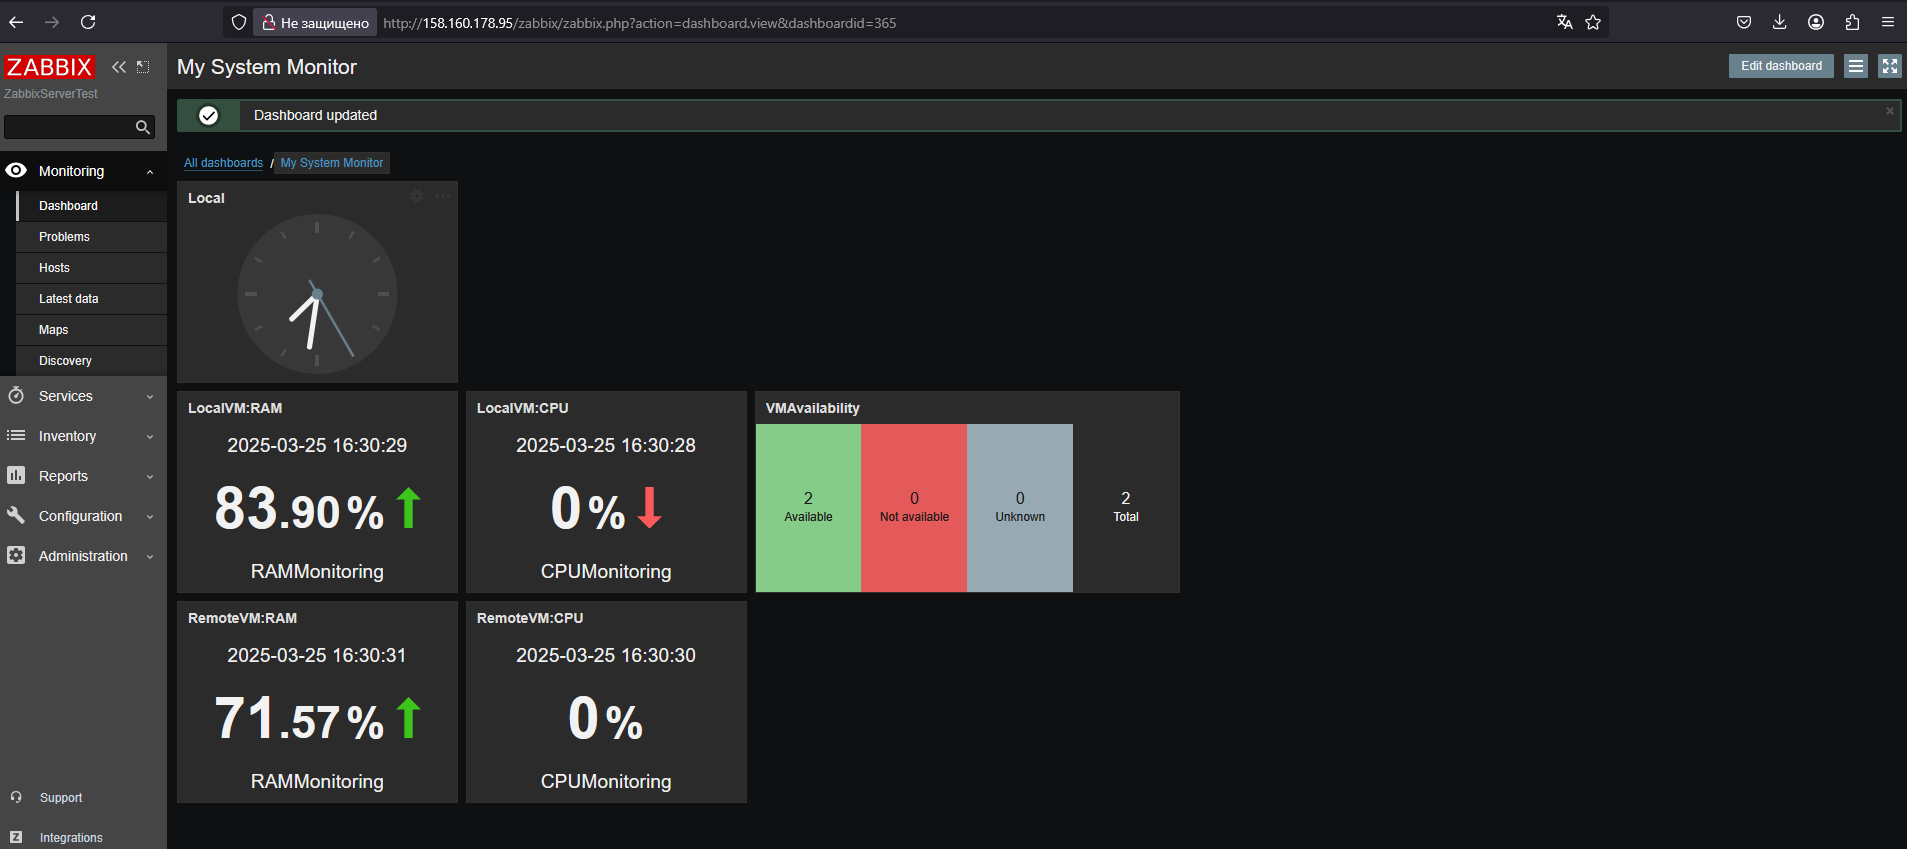 Не защищено
http://158.160.178.95/zabbix/zabbix.php?action=dashboard.view&dashboardid=365
ZABBIX
ZabbixServerTest
Monitoring
Dashboard
Problems
Hosts
Latest data
Maps
Discovery
Services
Inventory
Reports
Configuration
Administration
Support
Z Integrations
My System Monitor
Edit dashboard
Dashboard updated
All dashboards / My System Monitor
Local
LocalVM:RAM
2025-03-25 16:30:29
83.90 %
RAMMonitoring
LocalVM:CPU
2025-03-25 16:30:28
0 %
CPUMonitoring
VMAvailability
2
Available
0
Not available
0
Unknown
2
Total
RemoteVM:RAM
2025-03-25 16:30:31
71.57 %
RAMMonitoring
RemoteVM:CPU
2025-03-25 16:30:30
0 %
CPUMonitoring